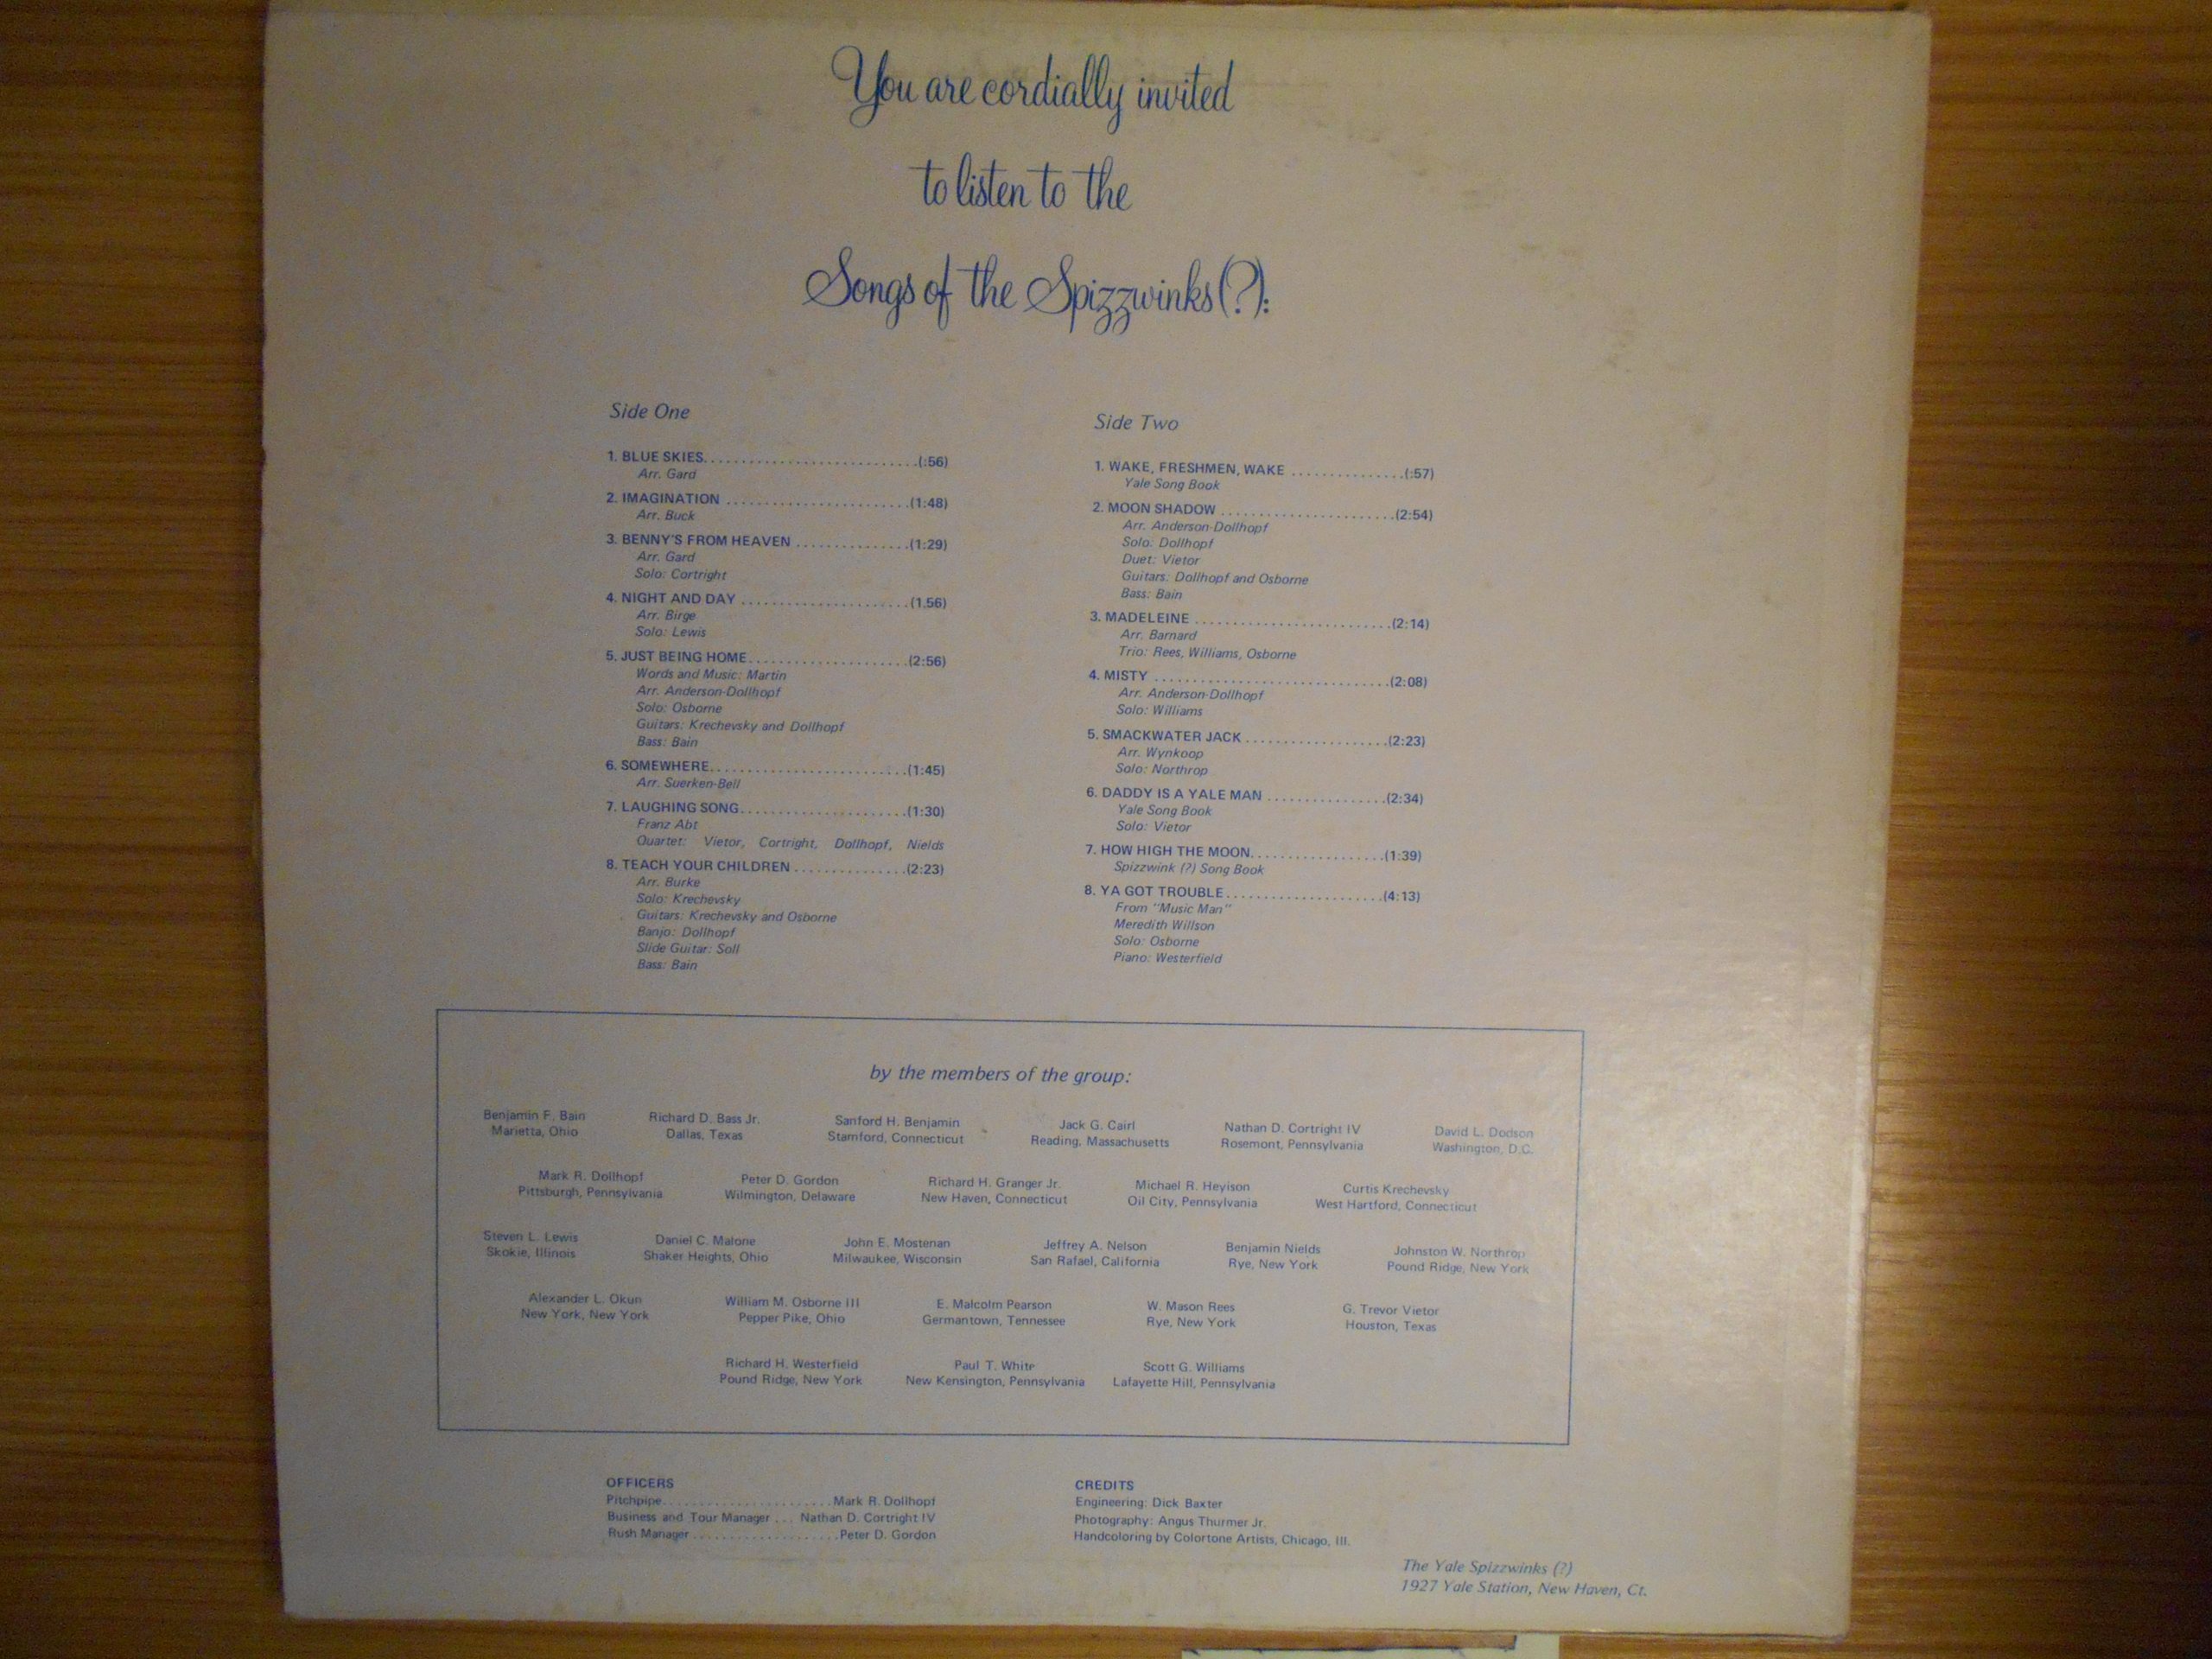 You are cordially invited
to listen to the
Songs of the Spizzwinks(?):
Side One
1. BLUE SKIES............................(:56)
Arr. Gard
2. IMAGINATION ........................(1:48)
Arr. Buck
3. BENNY'S FROM HEAVEN ...............(1:29)
Arr. Gard
Solo: Cortright
4. NIGHT AND DAY ......................(1.56)
Arr. Birge
Solo: Lewis
5. JUST BEING HOME.....................(2:56)
Words and Music: Martin
Arr. Anderson-Dollhopf
Solo: Osborne
Guitars: Krechevsky and Dollhopf
Bass: Bain
6. SOMEWHERE..........................(1:45)
Arr. Suerken-Bell
7. LAUGHING SONG......................(1:30)
Franz Abt
Quartet: Vietor, Cortright, Dollhopf, Nields
8. TEACH YOUR CHILDREN ...............(2:23)
Arr. Burke
Solo: Krechevsky
Guitars: Krechevsky and Osborne
Banjo: Dollhopf
Slide Guitar: Soll
Bass: Bain
Side Two
1. WAKE, FRESHMEN, WAKE ...............(:57)
Yale Song Book
2. MOON SHADOW .......................(2:54)
Arr. Anderson-Dollhopf
Solo: Dollhopf
Duet: Vietor
Guitars: Dollhopf and Osborne
Bass: Bain
3. MADELEINE ..........................(2:14)
Arr. Barnard
Trio: Rees, Williams, Osborne
4. MISTY ...............................(2:08)
Arr. Anderson-Dollhopf
Solo: Williams
5. SMACKWATER JACK ...................(2:23)
Arr. Wynkoop
Solo: Northrop
6. DADDY IS A YALE MAN ................(2:34)
Yale Song Book
Solo: Vietor
7. HOW HIGH THE MOON..................(1:39)
Spizzwink (?) Song Book
8. YA GOT TROUBLE.....................(4:13)
From "Music Man"
Meredith Willson
Solo: Osborne
Piano: Westerfield
by the members of the group:
Benjamin F. Bain Richard D. Bass Jr. Sanford H. Benjamin Jack G. Cairl Nathan D. Cortright IV David L. Dodson
Marietta, Ohio Dallas, Texas Stamford, Connecticut Reading, Massachusetts Rosemont, Pennsylvania Washington, D.C.
Mark R. Dollhopf Peter D. Gordon Richard H. Granger Jr. Michael R. Heyison Curtis Krechevsky
Pittsburgh, Pennsylvania Wilmington, Delaware New Haven, Connecticut Oil City, Pennsylvania West Hartford, Connecticut
Steven L. Lewis Daniel C. Malone John E. Mostenan Jeffrey A. Nelson Benjamin Nields Johnston W. Northrop
Skokie, Illinois Shaker Heights, Ohio Milwaukee, Wisconsin San Rafael, California Rye, New York Pound Ridge, New York
Alexander L. Okun William M. Osborne III E. Malcolm Pearson W. Mason Rees G. Trevor Vietor
New York, New York Pepper Pike, Ohio Germantown, Tennessee Rye, New York Houston, Texas
Richard H. Westerfield Paul T. White Scott G. Williams
Pound Ridge, New York New Kensington, Pennsylvania Lafayette Hill, Pennsylvania
OFFICERS
Pitchpipe.......................Mark R. Dollhopf
Business and Tour Manager ... Nathan D. Cortright IV
Rush Manager ....................Peter D. Gordon
CREDITS
Engineering: Dick Baxter
Photography: Angus Thurmer Jr.
Handcoloring by Colortone Artists, Chicago, Ill.
The Yale Spizzwinks (?)
1927 Yale Station, New Haven, Ct.